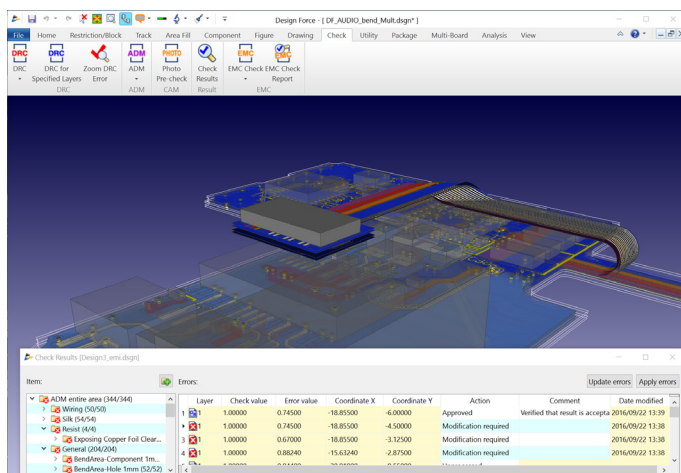 Design Force - [ DF_AUDIO_bend_Mult.dsgn* ]
File Home Restriction/Block Track Area Fill Component Figure Drawing Check Utility Package Multi-Board Analysis View
DRC DRC ADM PHOTO EMC EMC
DRC DRC for Zoom DRC ADM Photo Check EMC Check EMC Check
Specified Layers Error Pre-check Results Report
DRC ADM CAM Result EMC
Check Results [Design3_emi.dsgn]
Item: Errors: Update errors Apply errors
Layer Check value Error value Coordinate X Coordinate Y Action Comment Date modified
ADM entire area (344/344)
1 1 1.00000 0.74500 -18.85500 -6.00000 Approved Verified that result is accepta 2016/09/22 13:39
Wiring (50/50)
Silk (54/54)
1 1.00000 0.74500 -18.85500 -4.50000 Modification required 2016/09/22 13:38
Resist (4/4)
3 1 1.00000 0.67000 -18.85500 -3.12500 Modification required 2016/09/22 13:38
Exposing Copper Foil Clear...
General (204/204)
4 1 1.00000 0.88240 -15.63240 -2.87500 Modification required 2016/09/22 13:38
BendArea-Component 1m...
BendArea-Hole 1mm (52/52)